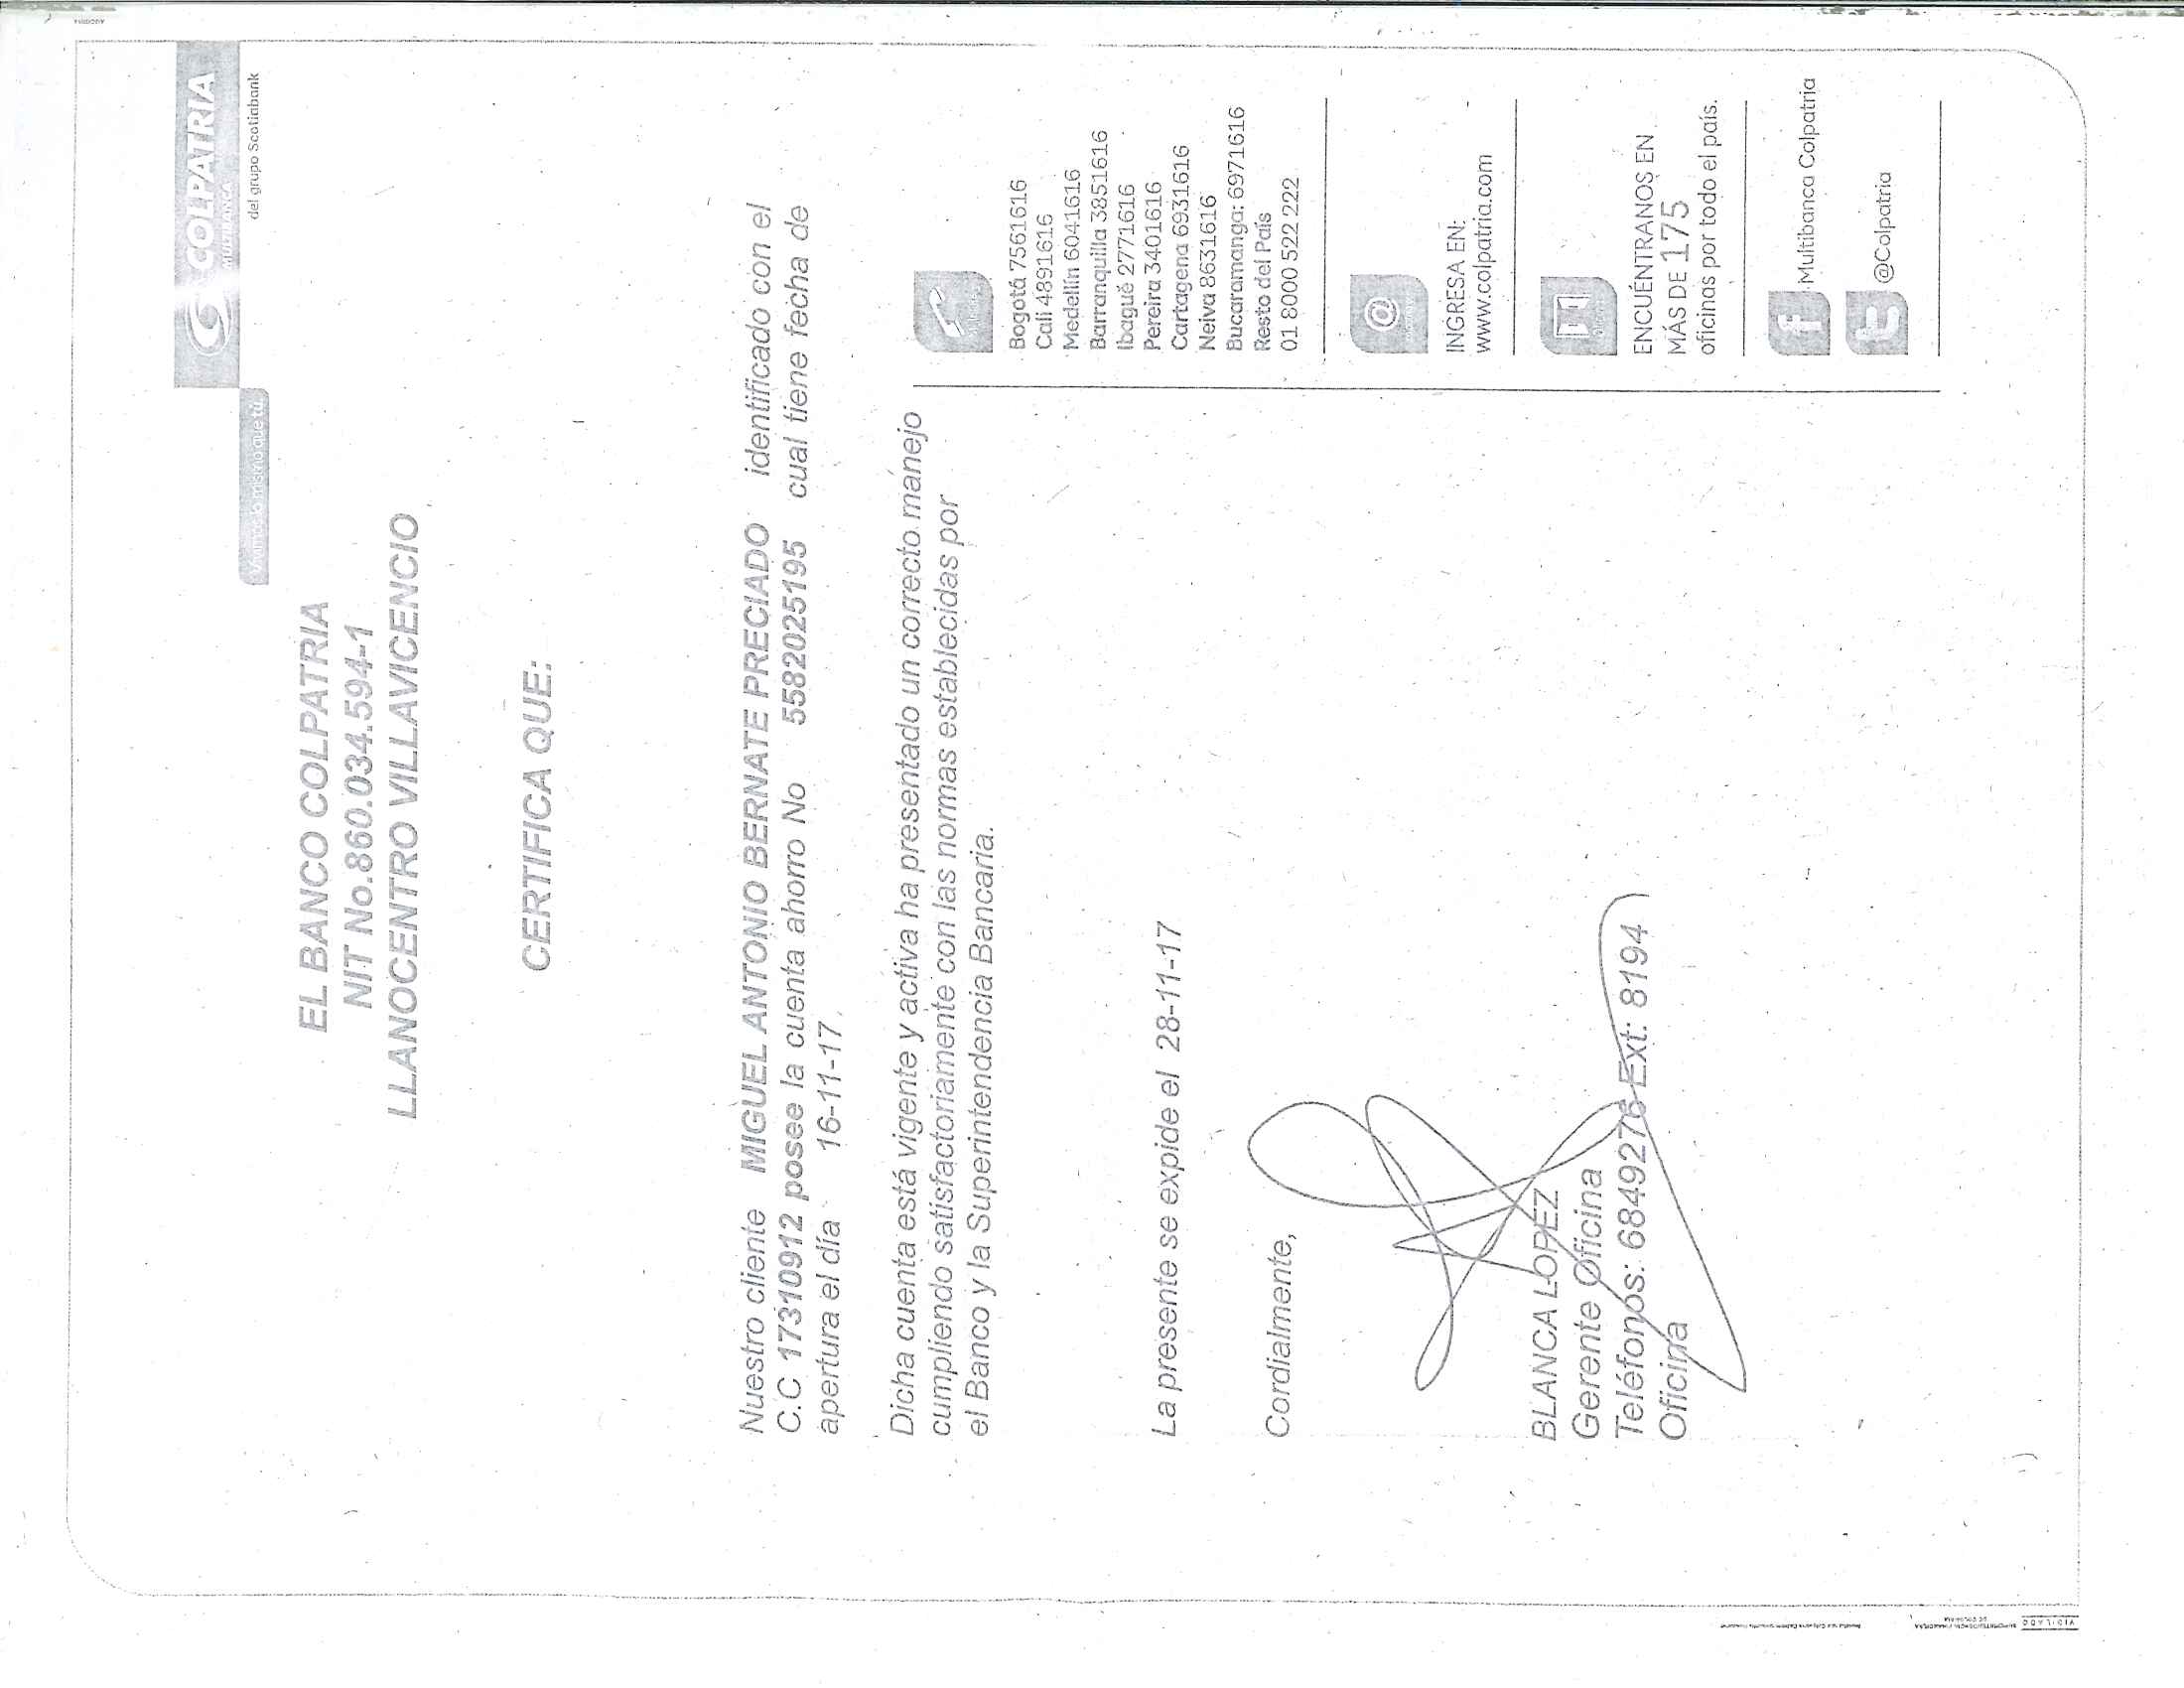 COLPATRIA
MULTIBANCA
Vivimos lo mismo que tú.
del grupo Scotiabank
EL BANCO COLPATRIA
NIT No.860.034.594-1
LLANOCENTRO VILLAVICENCIO
CERTIFICA QUE:
Nuestro cliente MIGUEL ANTONIO BERNATE PRECIADO identificado con el
C.C 17310912 posee la cuenta ahorro No 5582025195 cual tiene fecha de
apertura el día 16-11-17.
Dicha cuenta está vigente y activa ha presentado un correcto manejo
cumpliendo satisfactoriamente con las normas establecidas por
el Banco y la Superintendencia Bancaria.
La presente se expide el 28-11-17
Cordialmente,
BLANCA LOPEZ
Gerente Oficina
Teléfonos: 6849276 Ext: 8194
Oficina
Bogotá 7561616
Cali 4891616
Medellín 6041616
Barranquilla 3851616
Ibagué 2771616
Pereira 3401616
Cartagena 6931616
Neiva 8631616
Bucaramanga: 6971616
Resto del País
01 8000 522 222
@
INGRESA EN:
www.colpatria.com
ENCUÉNTRANOS EN
MÁS DE 175
oficinas por todo el país.
f Multibanca Colpatria
t @Colpatria
VIGILADO